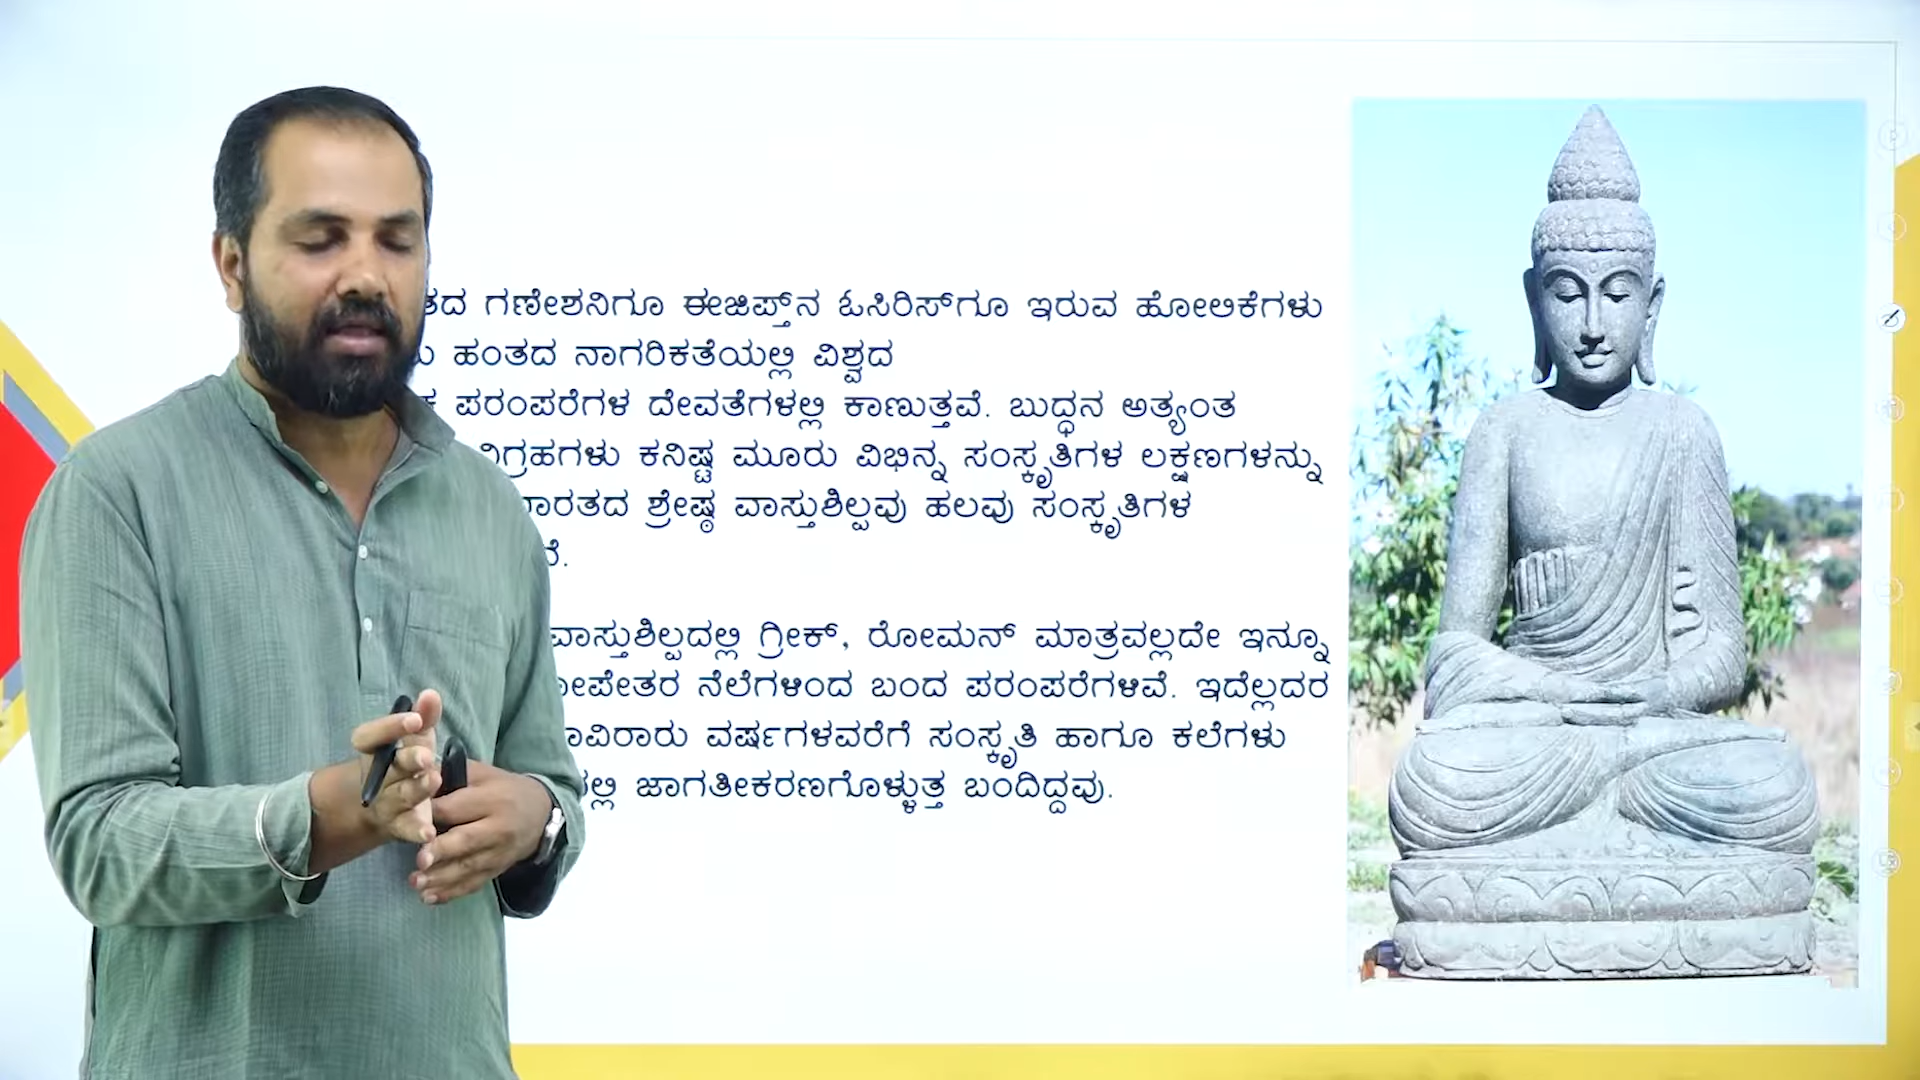 ಗಣೇಶನಿಗೂ ಈಜಿಪ್ತ್‌ನ ಓಸಿರಿಸ್‌ಗೂ ಇರುವ ಹೋಲಿಕೆಗಳು
ಹಂತದ ನಾಗರಿಕತೆಯಲ್ಲಿ ವಿಶ್ವದ
ಪರಂಪರೆಗಳ ದೇವತೆಗಳಲ್ಲಿ ಕಾಣುತ್ತವೆ. ಬುದ್ಧನ ಅತ್ಯಂತ
ವಿಗ್ರಹಗಳು ಕನಿಷ್ಟ ಮೂರು ವಿಭಿನ್ನ ಸಂಸ್ಕೃತಿಗಳ ಲಕ್ಷಣಗಳನ್ನು
ಶ್ರೇಷ್ಠ ವಾಸ್ತುಶಿಲ್ಪವು ಹಲವು ಸಂಸ್ಕೃತಿಗಳ
ವಾಸ್ತುಶಿಲ್ಪದಲ್ಲಿ ಗ್ರೀಕ್, ರೋಮನ್ ಮಾತ್ರವಲ್ಲದೇ ಇನ್ನೂ
ನೆಲೆಗಳಿಂದ ಬಂದ ಪರಂಪರೆಗಳಿವೆ. ಇದೆಲ್ಲದರ
ವರ್ಷಗಳವರೆಗೆ ಸಂಸ್ಕೃತಿ ಹಾಗೂ ಕಲೆಗಳು
ಜಾಗತೀಕರಣಗೊಳ್ಳುತ್ತ ಬಂದಿದ್ದವು.